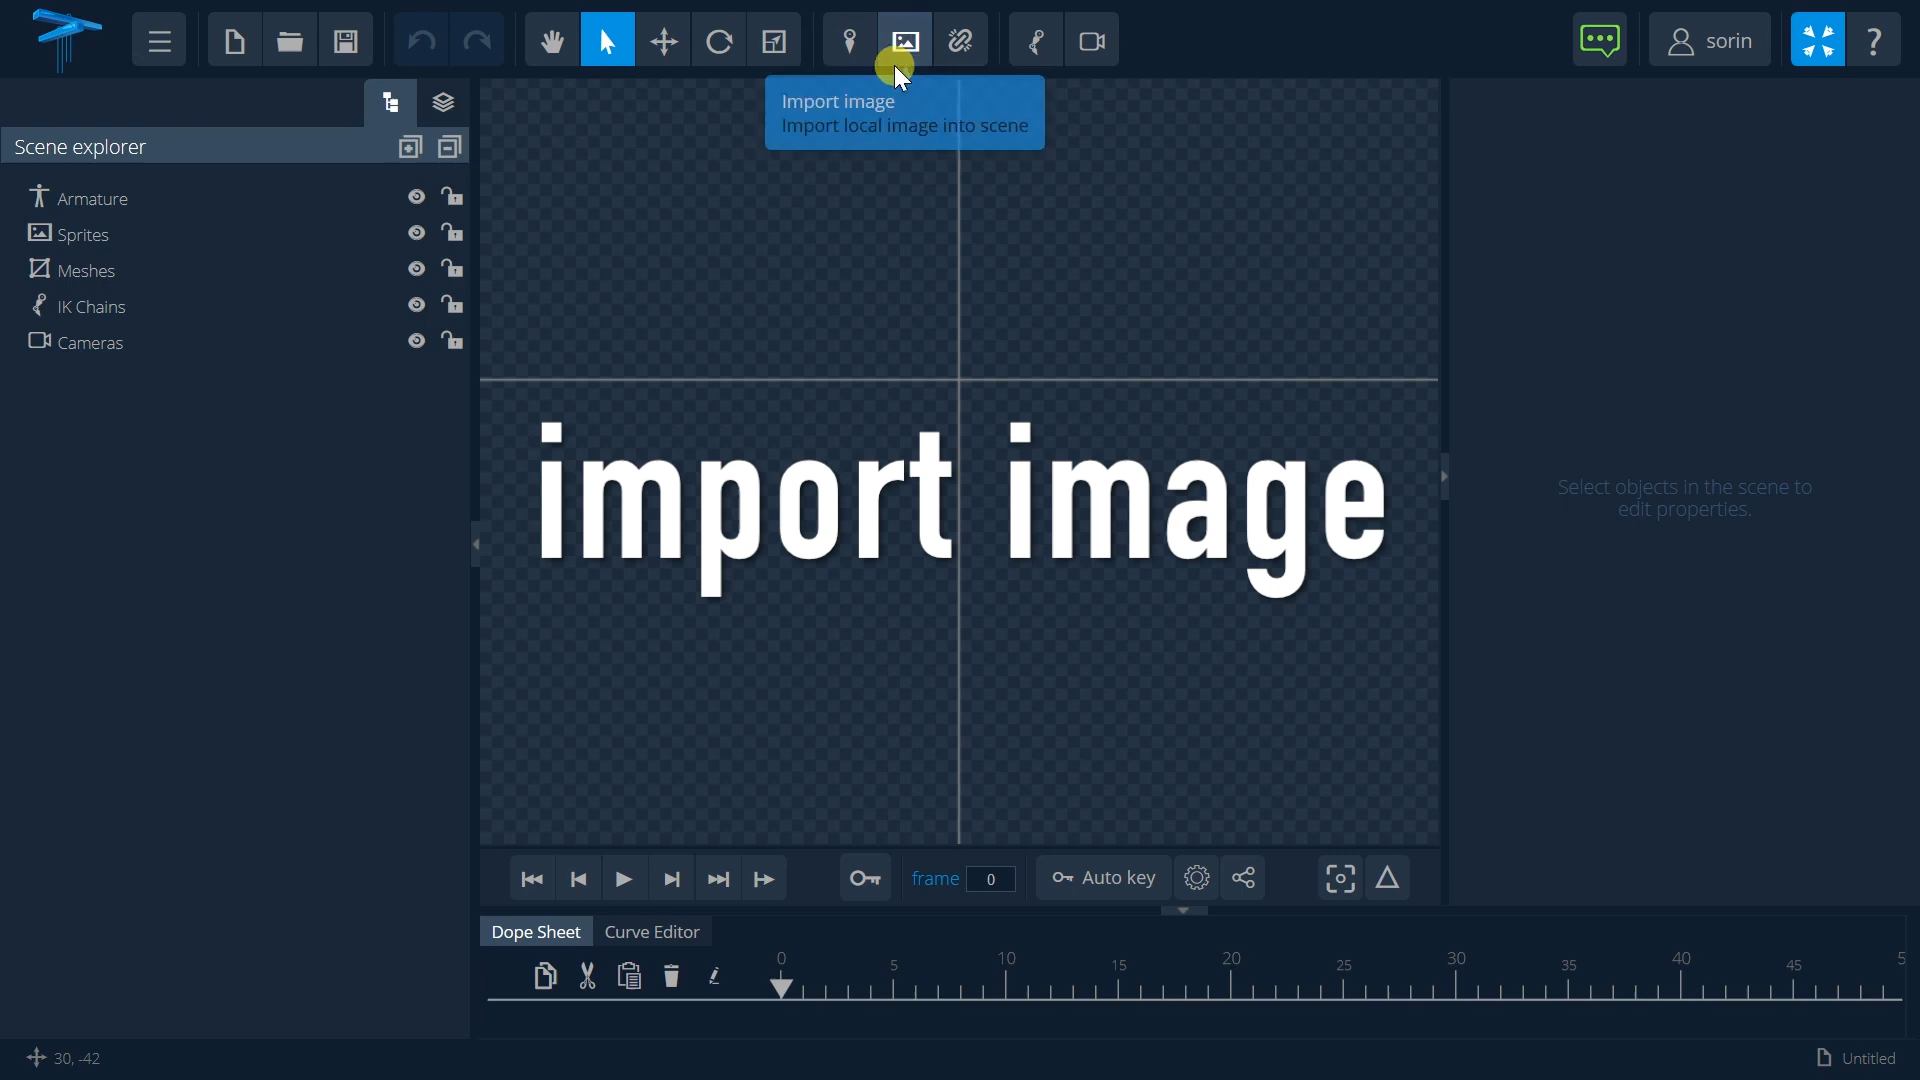 sorin
?
Import image
Import local image into scene
Scene explorer
Armature
Sprites
Meshes
IK Chains
Cameras
import image
Select objects in the scene to
edit properties.
frame 0 Auto key
Dope Sheet Curve Editor
0 5 10 15 20 25 30 35 40 45 5
30, -42
Untitled